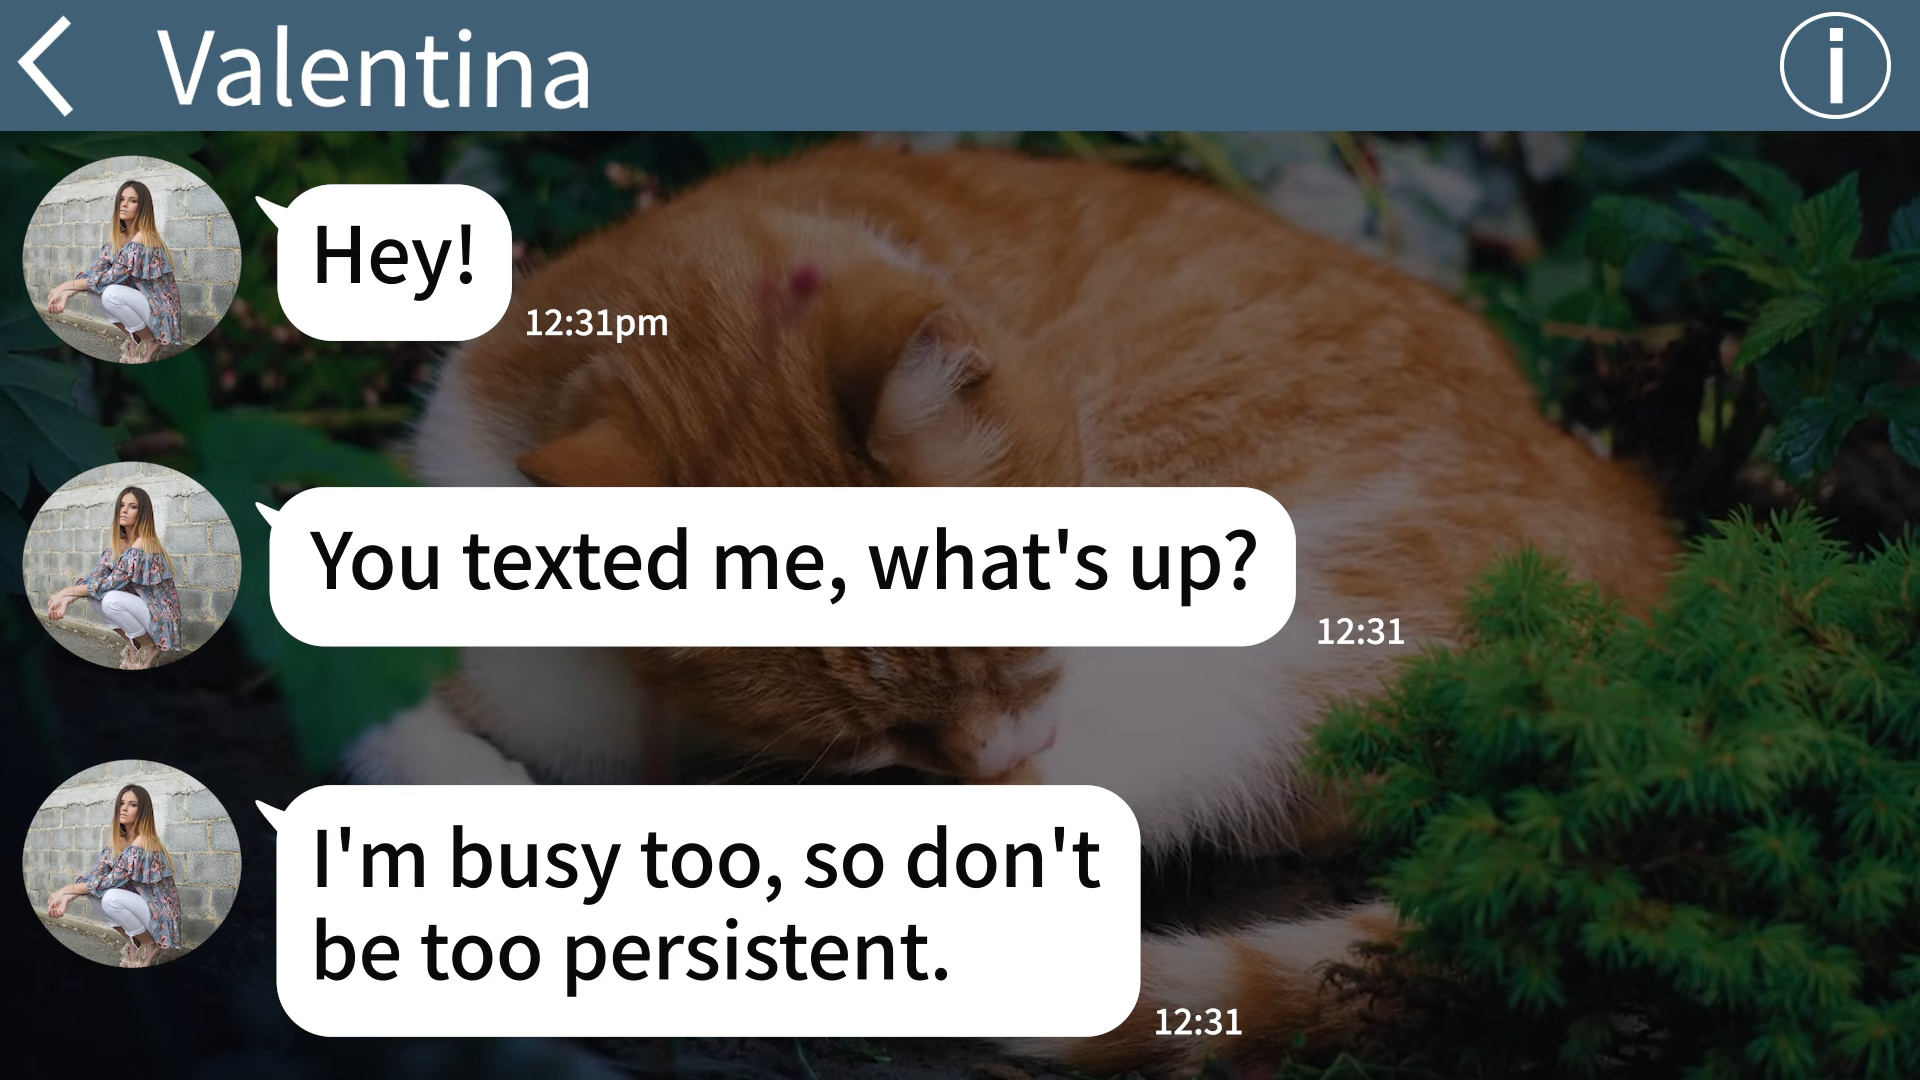 Valentina
Hey!
12:31pm
You texted me, what's up?
12:31
I'm busy too, so don't
be too persistent.
12:31